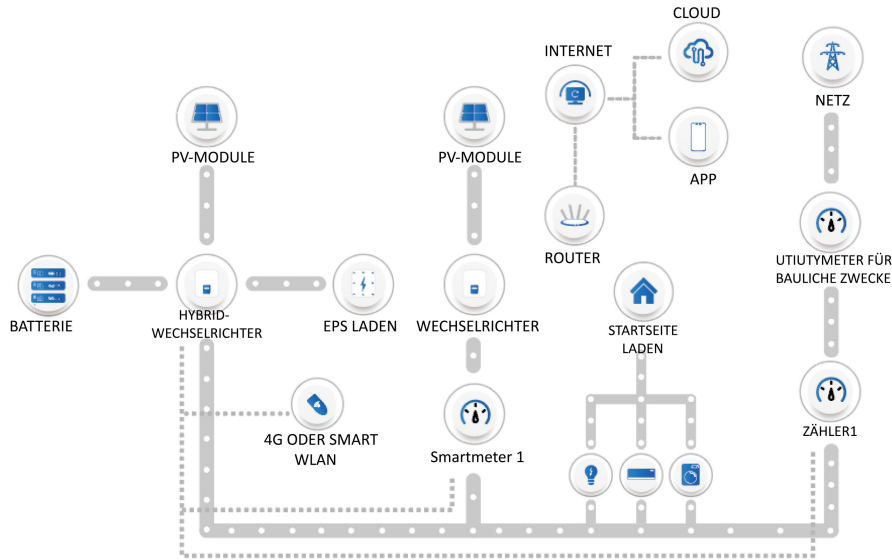 CLOUD
INTERNET
NETZ
PV-MODULE
PV-MODULE
APP
ROUTER
UTIUTYMETER FÜR
BAULICHE ZWECKE
BATTERIE
HYBRID-
WECHSELRICHTER
EPS LADEN
WECHSELRICHTER
STARTSEITE
LADEN
4G ODER SMART
WLAN
Smartmeter 1
ZÄHLER1